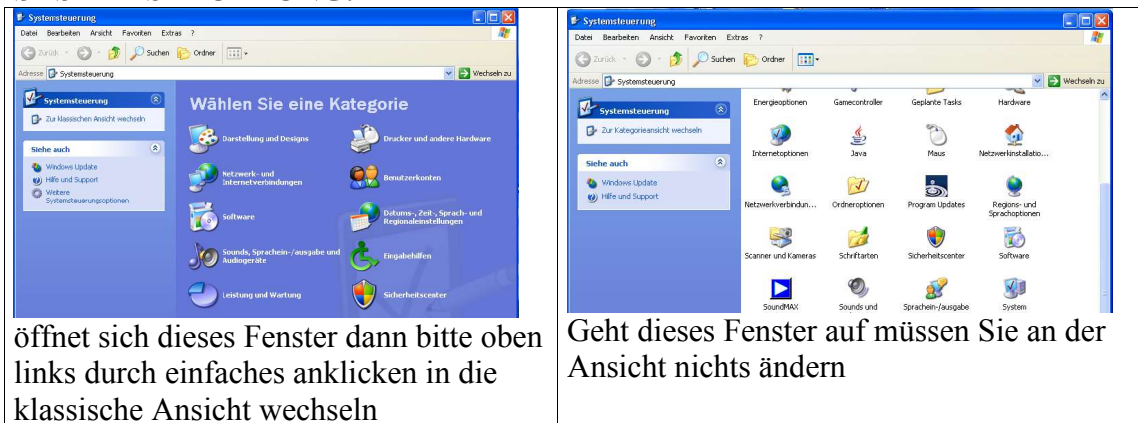 Systemsteuerung
Datei Bearbeiten Ansicht Favoriten Extras ?
Zurück Suchen Ordner
Adresse Systemsteuerung Wechseln zu
Systemsteuerung
Zur klassischen Ansicht wechseln
Siehe auch
Windows Update
Hilfe und Support
Weitere
Systemsteuerungsoptionen
Wählen Sie eine Kategorie
Darstellung und Designs
Drucker und andere Hardware
Netzwerk- und
Internetverbindungen
Benutzerkonten
Software
Datums-, Zeit-, Sprach- und
Regionaleinstellungen
Sounds, Sprachein-/ausgabe und
Audiogeräte
Eingabehilfen
Leistung und Wartung
Sicherheitscenter
öffnet sich dieses Fenster dann bitte oben
links durch einfaches anklicken in die
klassische Ansicht wechseln
Systemsteuerung
Datei Bearbeiten Ansicht Favoriten Extras ?
Zurück Suchen Ordner
Adresse Systemsteuerung Wechseln zu
Systemsteuerung
Zur Kategorieansicht wechseln
Siehe auch
Windows Update
Hilfe und Support
Energieoptionen Gamecontroller Geplante Tasks Hardware
Internetoptionen Java Maus Netzwerkinstallatio...
Netzwerkverbindun... Ordneroptionen Program Updates Regions- und
Sprachoptionen
Scanner und Kameras Schriftarten Sicherheitscenter Software
SoundMAX Sounds und Sprachein-/ausgabe System
Geht dieses Fenster auf müssen Sie an der
Ansicht nichts ändern